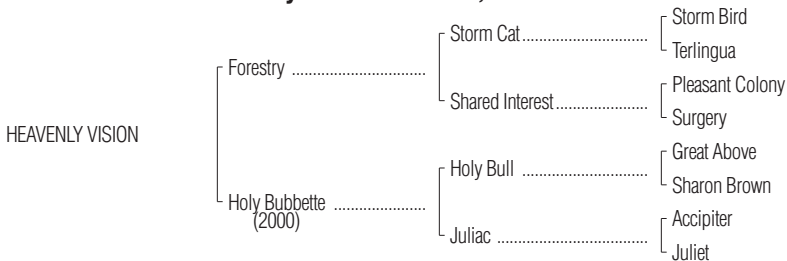 Storm Bird
Storm Cat..............................
Terlingua
Forestry ................................
Pleasant Colony
Shared Interest......................
Surgery
HEAVENLY VISION
Great Above
Holy Bull ..............................
Sharon Brown
Holy Bubbette ......................
(2000)
Accipiter
Juliac ....................................
Juliet